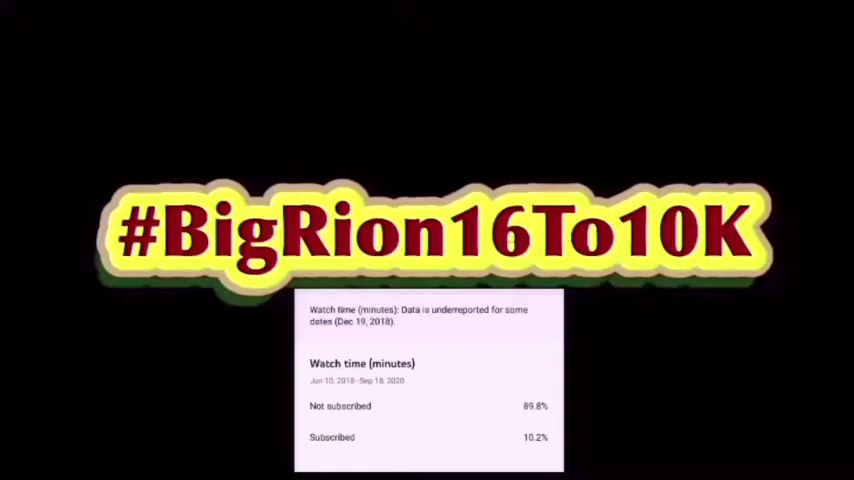 #BigRion16To10K
Watch time (minutes): Data is underreported for some
dates (Dec 19, 2018).
Watch time (minutes)
Jun 10, 2018–Sep 18, 2020
Not subscribed 89.8%
Subscribed 10.2%